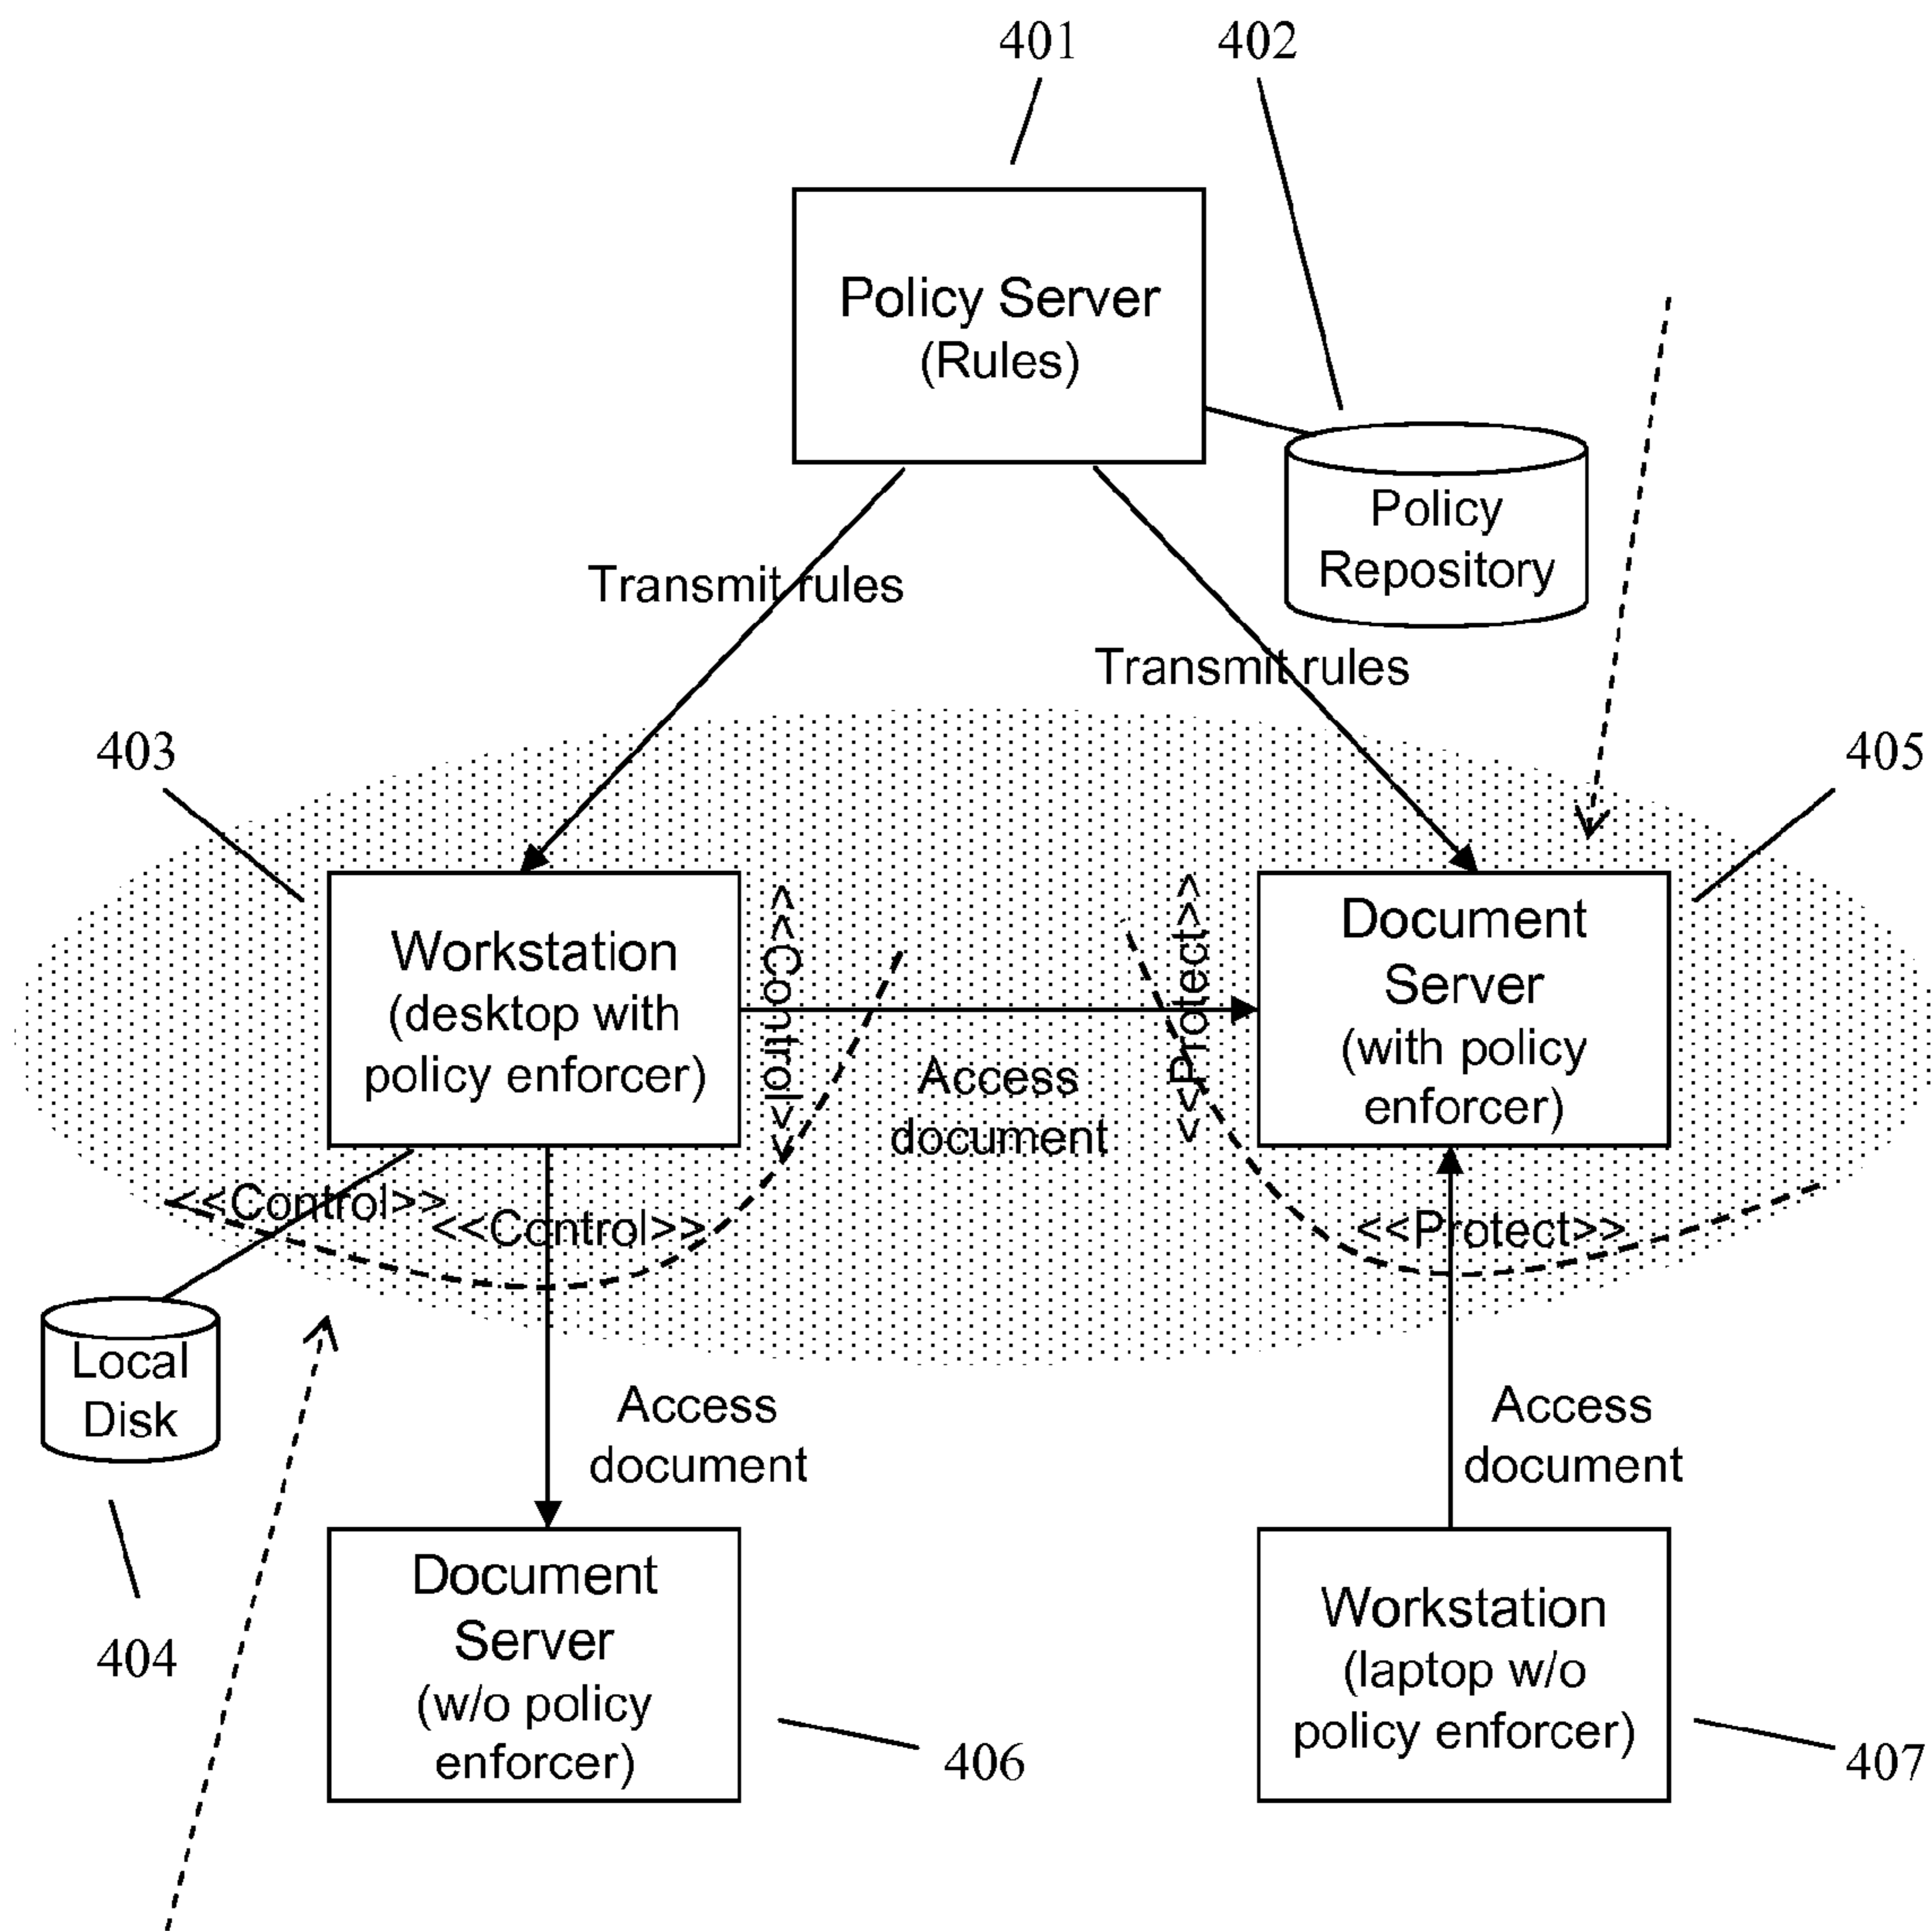 401
402
Policy Server
(Rules)
Policy
Repository
Transmit rules
Transmit rules
403
405
Workstation
(desktop with
policy enforcer)
<<Control>>
<<Protect>>
Document
Server
(with policy
enforcer)
Access
document
<<Control>>
<<Control>>
<<Protect>>
Local
Disk
Access
document
Access
document
404
Document
Server
(w/o policy
enforcer)
406
Workstation
(laptop w/o
policy enforcer)
407